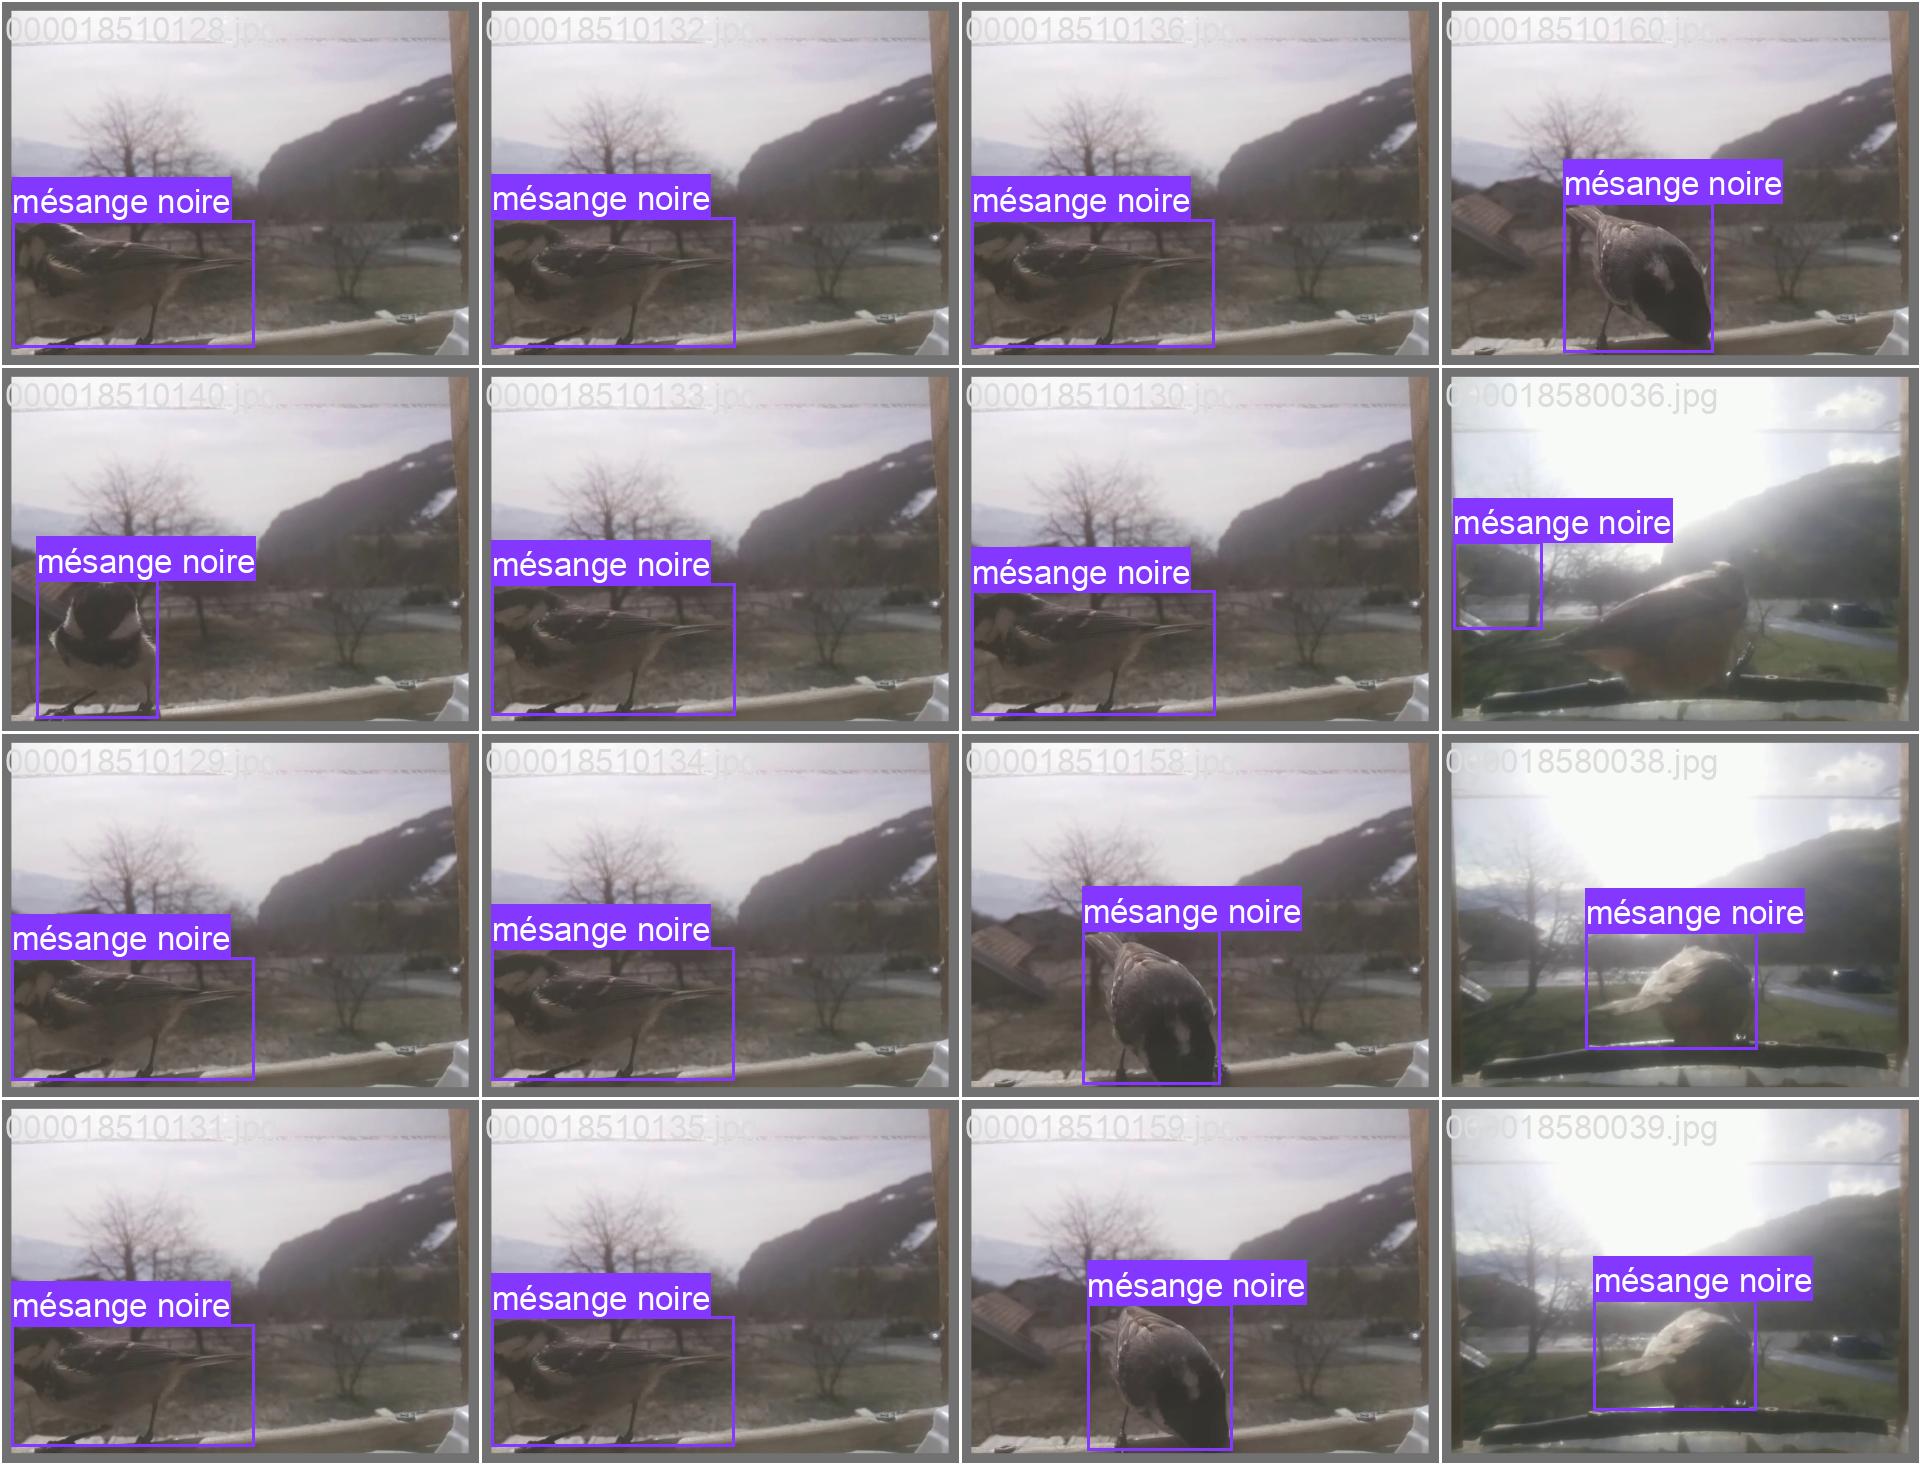 000018510128.jpg
mésange noire
000018510132.jpg
mésange noire
000018510136.jpg
mésange noire
000018510160.jpg
mésange noire
000018510140.jpg
mésange noire
000018510133.jpg
mésange noire
000018510130.jpg
mésange noire
000018580036.jpg
mésange noire
000018510129.jpg
mésange noire
000018510134.jpg
mésange noire
000018510158.jpg
mésange noire
000018580038.jpg
mésange noire
000018510131.jpg
mésange noire
000018510135.jpg
mésange noire
000018510159.jpg
mésange noire
000018580039.jpg
mésange noire